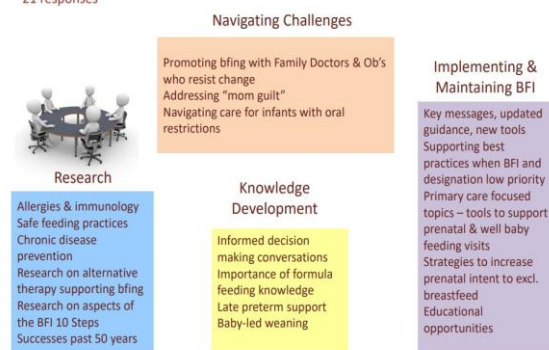 21 responses
Navigating Challenges
Promoting bfing with Family Doctors & Ob's
who resist change
Addressing "mom guilt"
Navigating care for infants with oral
restrictions
Implementing &
Maintaining BFI
Key messages, updated
guidance, new tools
Supporting best
practices when BFI and
designation low priority
Primary care focused
topics – tools to support
prenatal & well baby
feeding visits
Strategies to increase
prenatal intent to excl.
breastfeed
Educational
opportunities
Research
Allergies & immunology
Safe feeding practices
Chronic disease
prevention
Research on alternative
therapy supporting bfing
Research on aspects of
the BFI 10 Steps
Successes past 50 years
Knowledge
Development
Informed decision
making conversations
Importance of formula
feeding knowledge
Late preterm support
Baby-led weaning